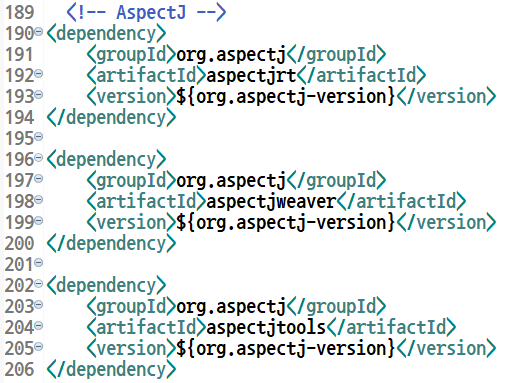 189 <!-- AspectJ -->
190 <dependency>
191 <groupId>org.aspectj</groupId>
192 <artifactId>aspectjrt</artifactId>
193 <version>${org.aspectj-version}</version>
194 </dependency>
195
196 <dependency>
197 <groupId>org.aspectj</groupId>
198 <artifactId>aspectjweaver</artifactId>
199 <version>${org.aspectj-version}</version>
200 </dependency>
201
202 <dependency>
203 <groupId>org.aspectj</groupId>
204 <artifactId>aspectjtools</artifactId>
205 <version>${org.aspectj-version}</version>
206 </dependency>